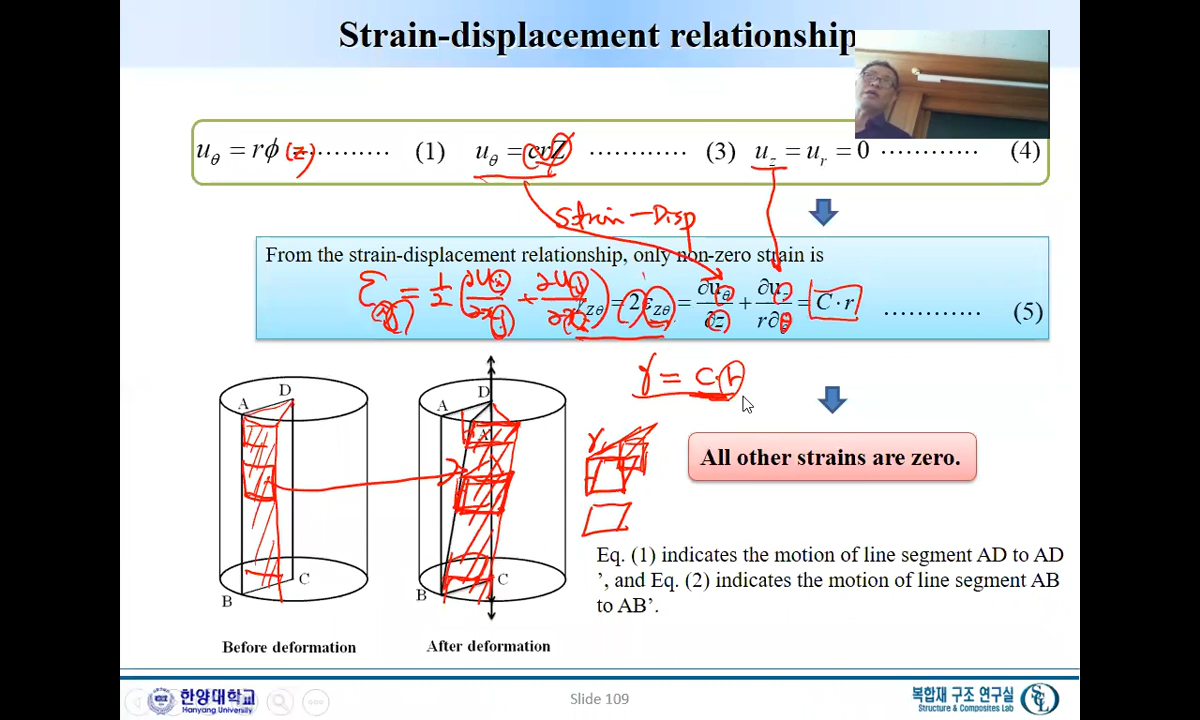 Strain-displacement relationship
u_θ = rϕ(z) ············ (1) u_θ = crZ ············ (3) u_z = u_r = 0 ············ (4)
Strain-Disp
From the strain-displacement relationship, only non-zero strain is
= 2ε_Zθ = ∂u_θ/∂z + ∂u_z/r∂θ = C·r ············ (5)
γ = c·r
A D
B C
A D
B C
γ
All other strains are zero.
Eq. (1) indicates the motion of line segment AD to AD
’, and Eq. (2) indicates the motion of line segment AB
to AB’.
Before deformation
After deformation
한양대학교
Hanyang University
Slide 109
복합재 구조 연구실
Structure & Composites Lab